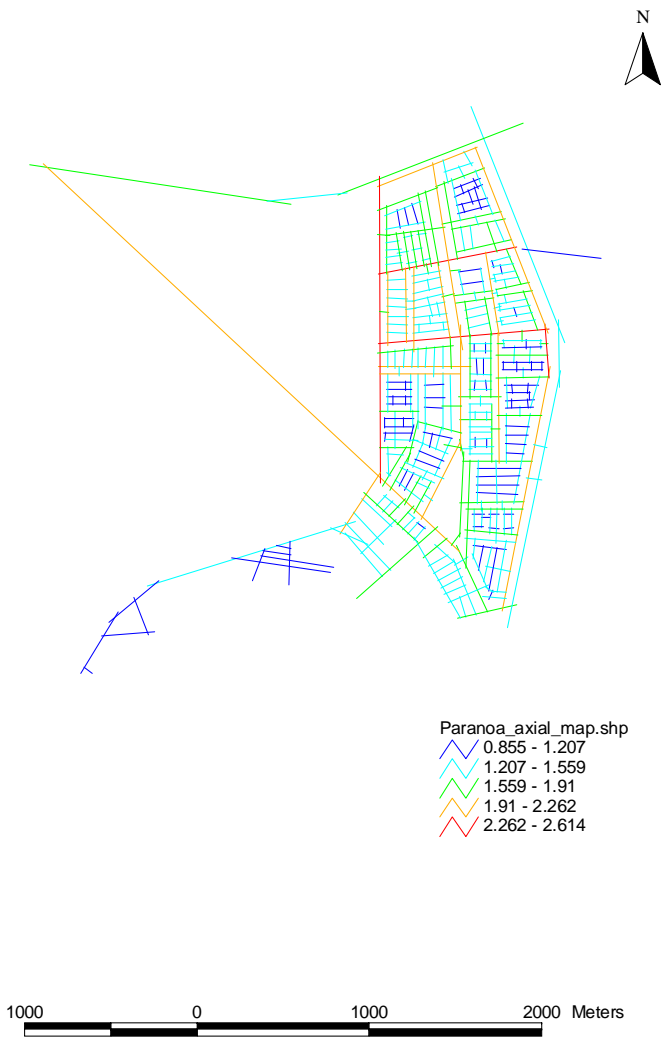 N
Paranoa_axial_map.shp
0.855 - 1.207
1.207 - 1.559
1.559 - 1.91
1.91 - 2.262
2.262 - 2.614
1000 0 1000 2000 Meters